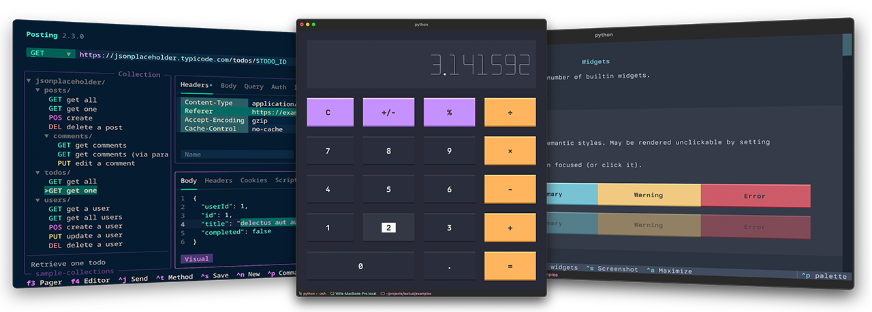 Posting 2.3.0
GET ▼ https://jsonplaceholder.typicode.com/todos/$TODO_ID
Collection
▼ jsonplaceholder/
▼ posts/
GET get all
GET get one
POS create
DEL delete a post
▼ comments/
GET get comments
GET get comments (via para
PUT edit a comment
▼ todos/
GET get all
>GET get one
▼ users/
GET get a user
GET get all users
POS create a user
PUT update a user
DEL delete a user
Retrieve one todo
sample-collections
Headers• Body Query Auth
Content-Type application/
Referer https://exa
Accept-Encoding gzip
Cache-Control no-cache
Name
Body Headers Cookies Script
1 {
2 "userId": 1,
3 "id": 1,
4 "title": "delectus aut au
5 "completed": false
6 }
Visual
f3 Pager f4 Editor ^j Send ^t Method ^s Save ^n New ^p Comma
python
3.141592
C +/- % ÷
7 8 9 ×
4 5 6 -
1 2 3 +
0 . =
python
Widgets
number of builtin widgets.
emantic styles. May be rendered unclickable by setting
n focused (or click it).
mary Warning Error
Warning Error
widgets ^s Screenshot ^a Maximize ^p palette